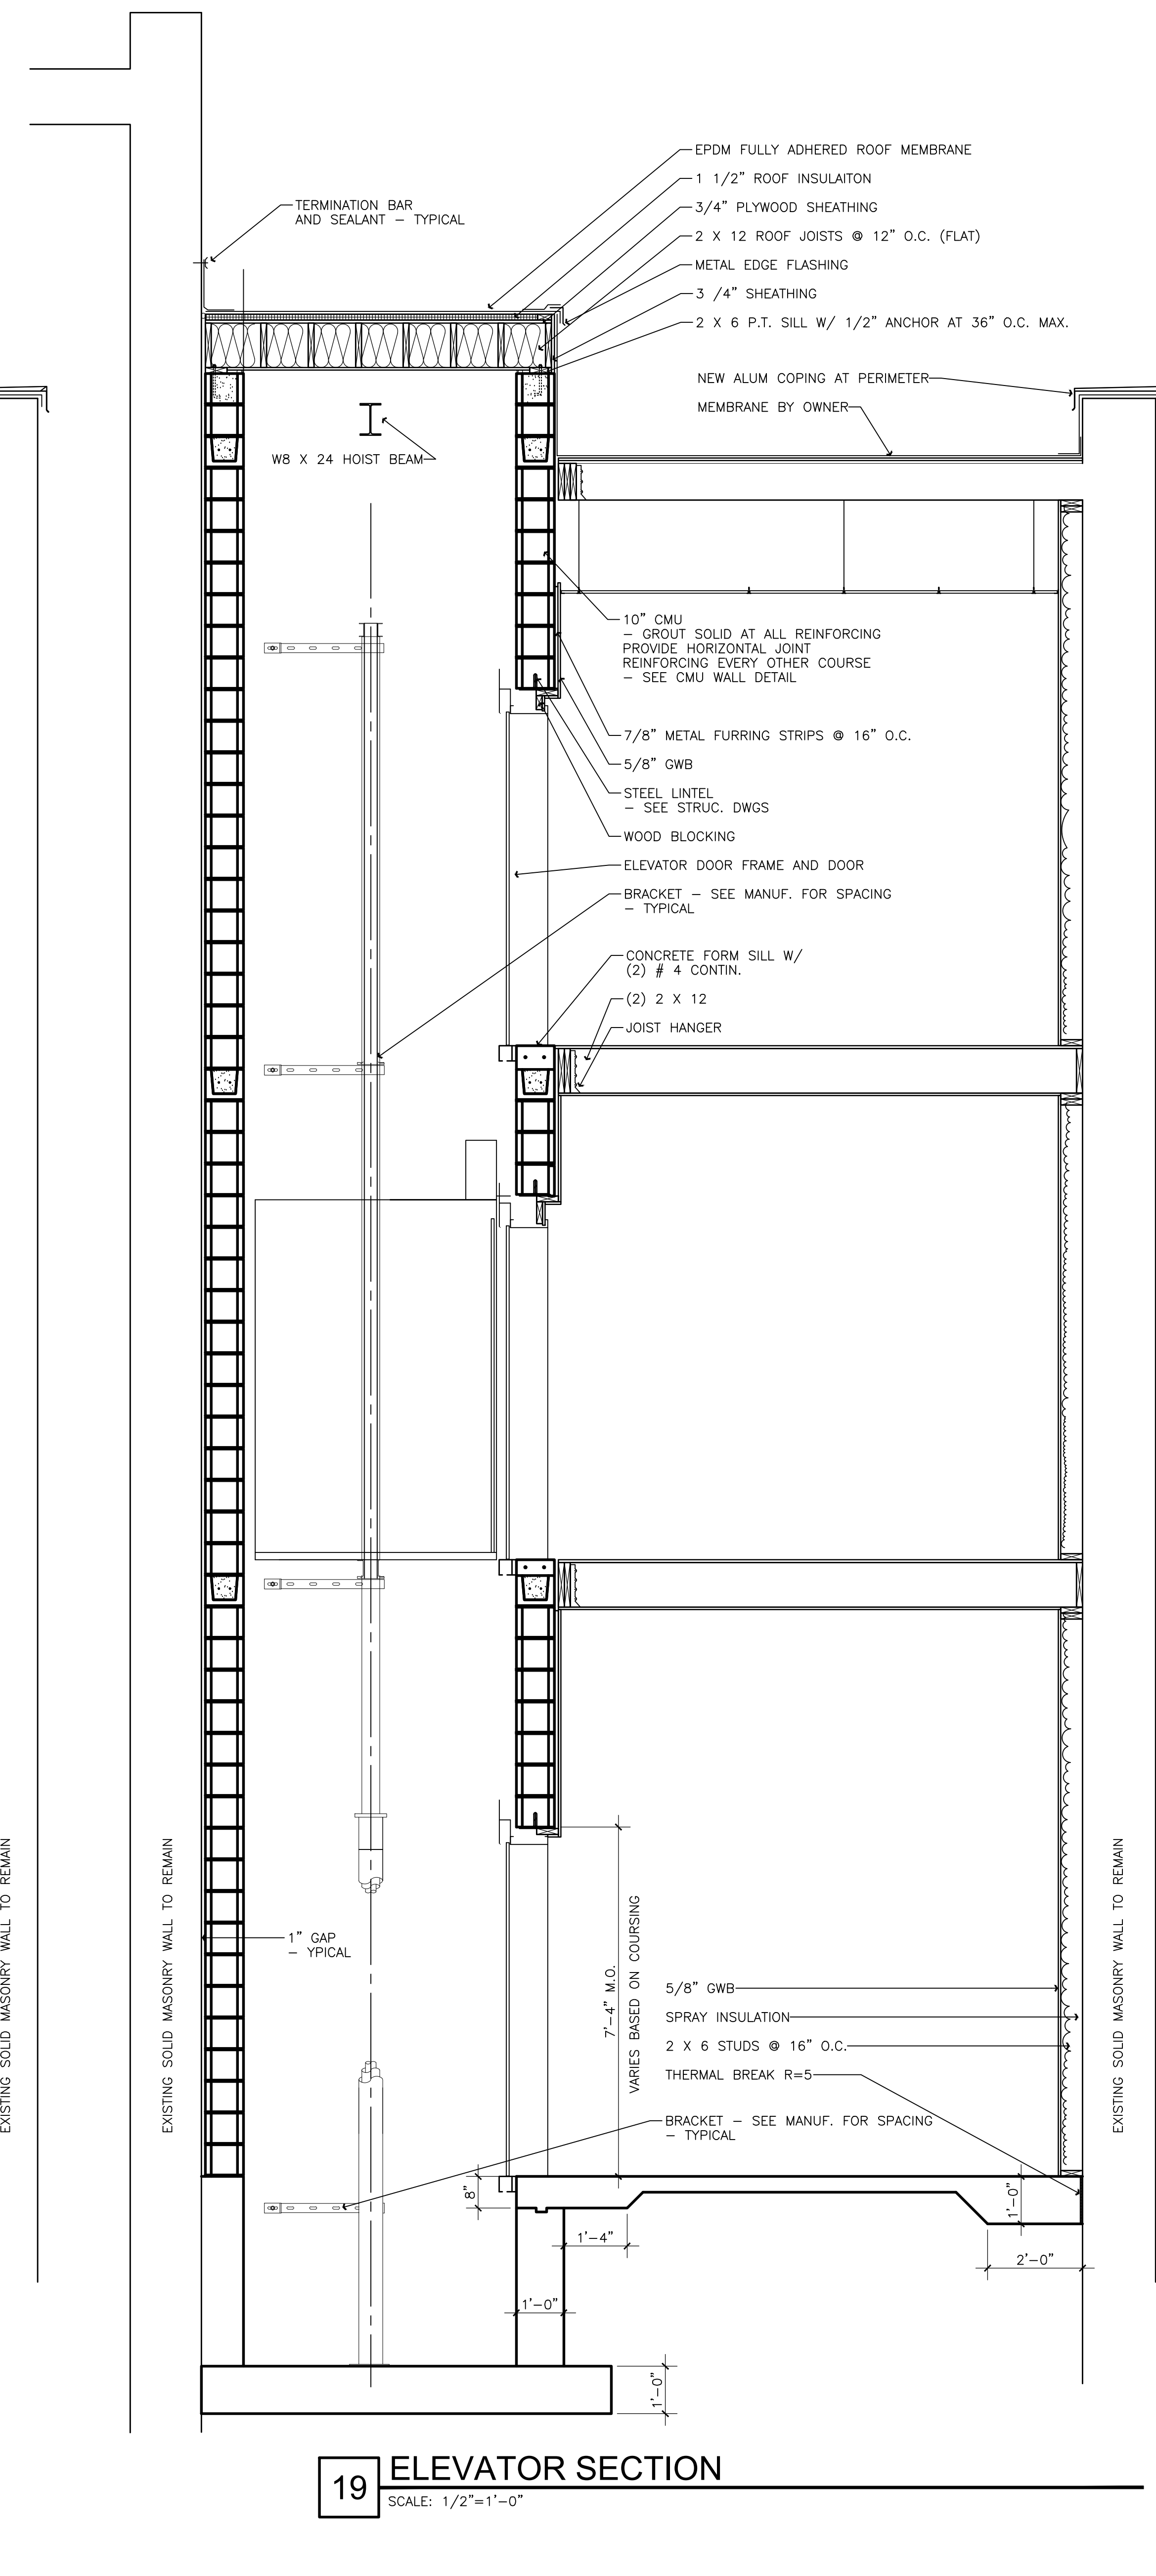 EPDM FULLY ADHERED ROOF MEMBRANE
1 1/2" ROOF INSULAITON
3/4" PLYWOOD SHEATHING
2 X 12 ROOF JOISTS @ 12" O.C. (FLAT)
METAL EDGE FLASHING
3 /4" SHEATHING
2 X 6 P.T. SILL W/ 1/2" ANCHOR AT 36" O.C. MAX.
TERMINATION BAR
AND SEALANT – TYPICAL
NEW ALUM COPING AT PERIMETER
MEMBRANE BY OWNER
W8 X 24 HOIST BEAM
10" CMU
– GROUT SOLID AT ALL REINFORCING
PROVIDE HORIZONTAL JOINT
REINFORCING EVERY OTHER COURSE
– SEE CMU WALL DETAIL
7/8" METAL FURRING STRIPS @ 16" O.C.
5/8" GWB
STEEL LINTEL
– SEE STRUC. DWGS
WOOD BLOCKING
ELEVATOR DOOR FRAME AND DOOR
BRACKET – SEE MANUF. FOR SPACING
– TYPICAL
CONCRETE FORM SILL W/
(2) # 4 CONTIN.
(2) 2 X 12
JOIST HANGER
EXISTING SOLID MASONRY WALL TO REMAIN
EXISTING SOLID MASONRY WALL TO REMAIN
1" GAP
– YPICAL
7'-4" M.O.
VARIES BASED ON COURSING
5/8" GWB
SPRAY INSULATION
2 X 6 STUDS @ 16" O.C.
THERMAL BREAK R=5
BRACKET – SEE MANUF. FOR SPACING
– TYPICAL
EXISTING SOLID MASONRY WALL TO REMAIN
8"
1'-0"
1'-4"
2'-0"
1'-0"
1'-0"
19
ELEVATOR SECTION
SCALE: 1/2"=1'-0"